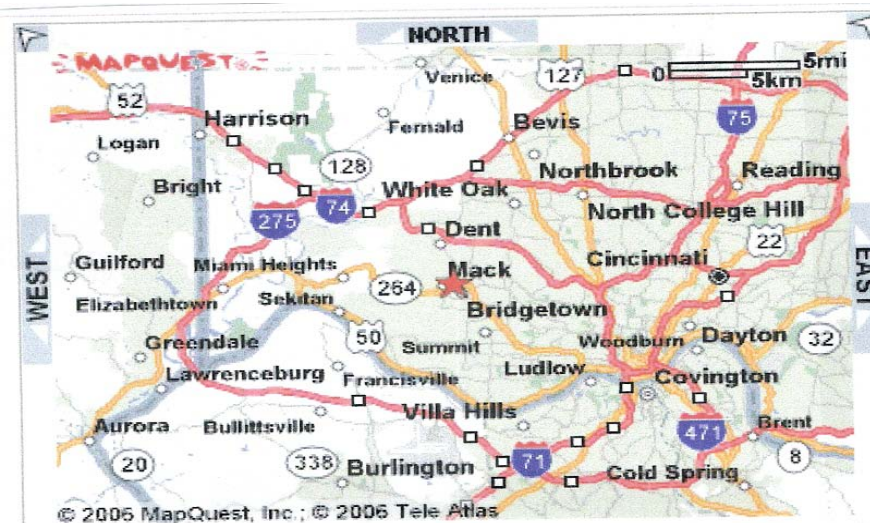 NORTH
MAPQUEST
Venice
127
0
5mi
5km
52
Harrison
Fernald
Bevis
75
Logan
128
Northbrook
Reading
Bright
White Oak
275
74
North College Hill
Dent
22
WEST
Guilford
Miami Heights
Mack
Cincinnati
EAST
264
Elizabethtown
Sekitan
Bridgetown
50
Greendale
Summit
Woodburn
Dayton
32
Lawrenceburg
Francisville
Ludlow
Covington
Villa Hills
Aurora
Bullittsville
471
Brent
20
338
Burlington
71
Cold Spring
8
© 2006 MapQuest, Inc.; © 2006 Tele Atlas